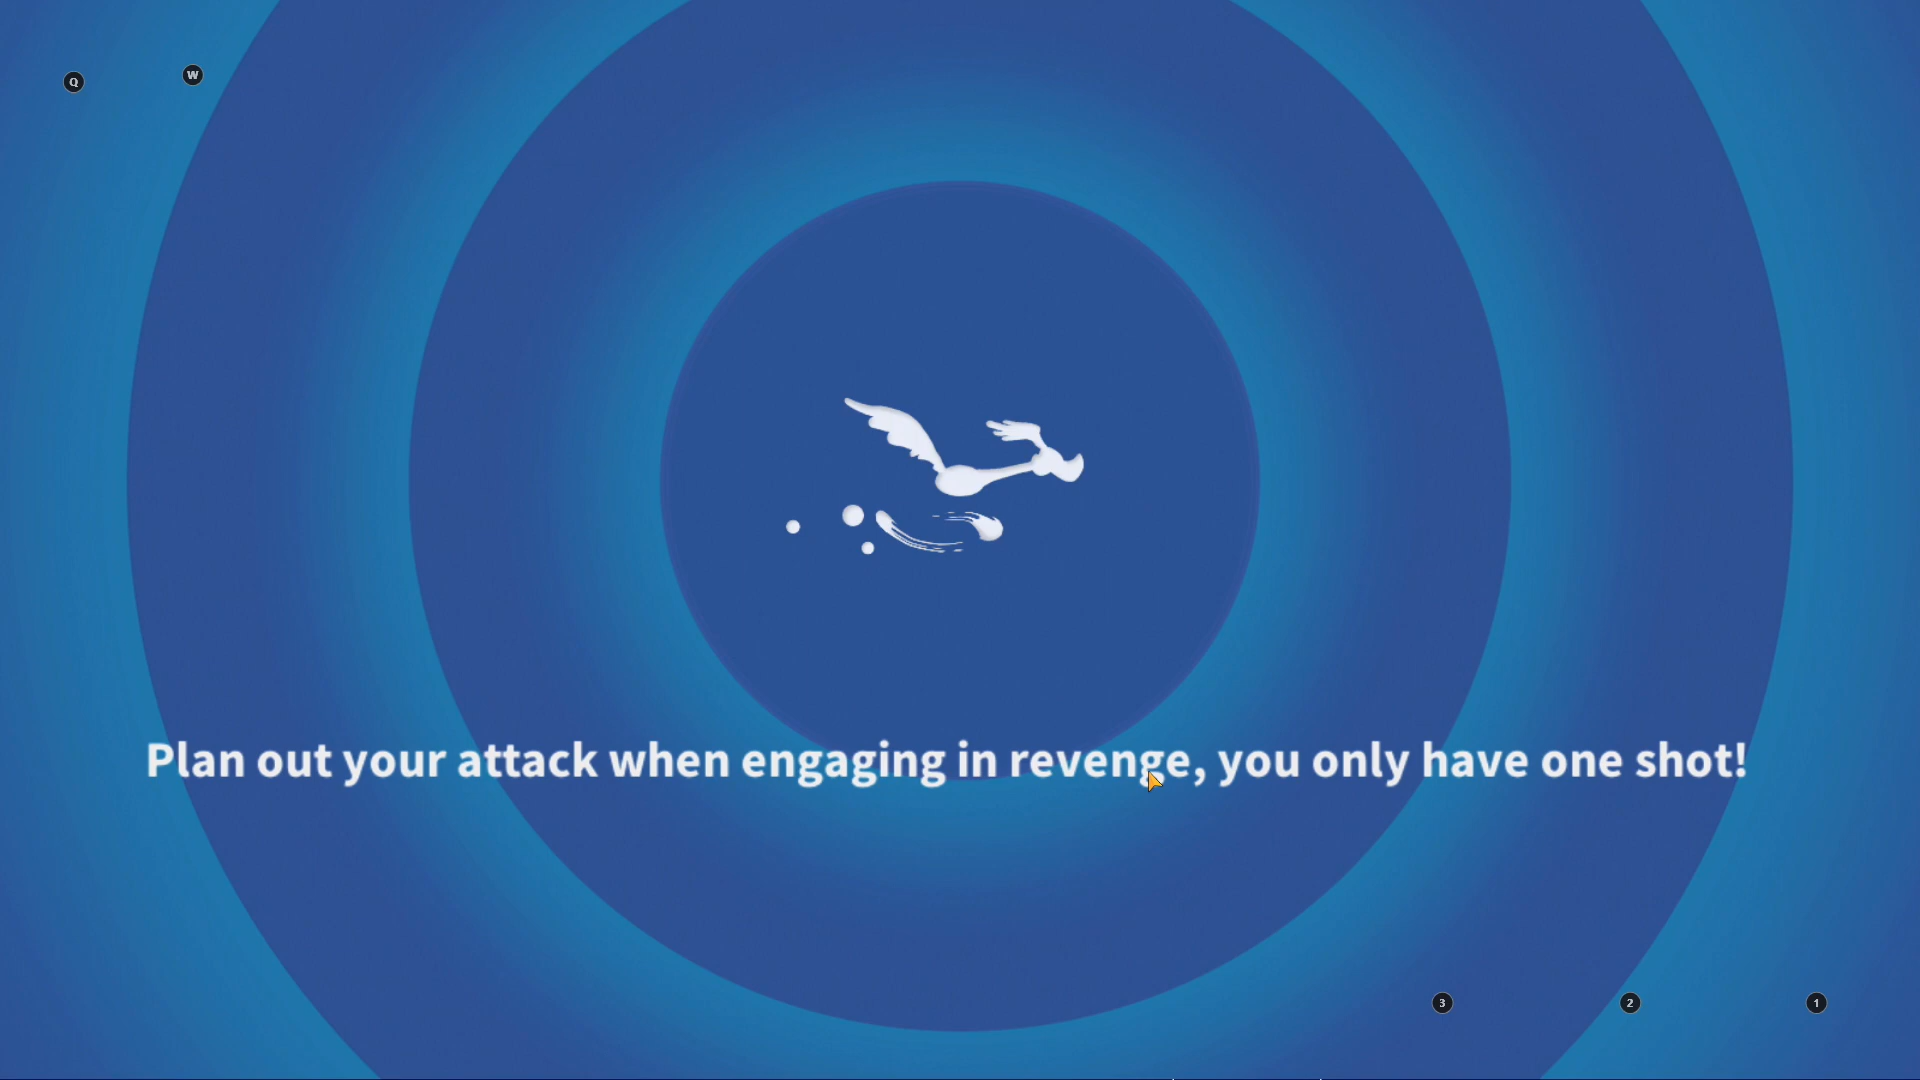 Q W
Plan out your attack when engaging in revenge, you only have one shot!
3 2 1